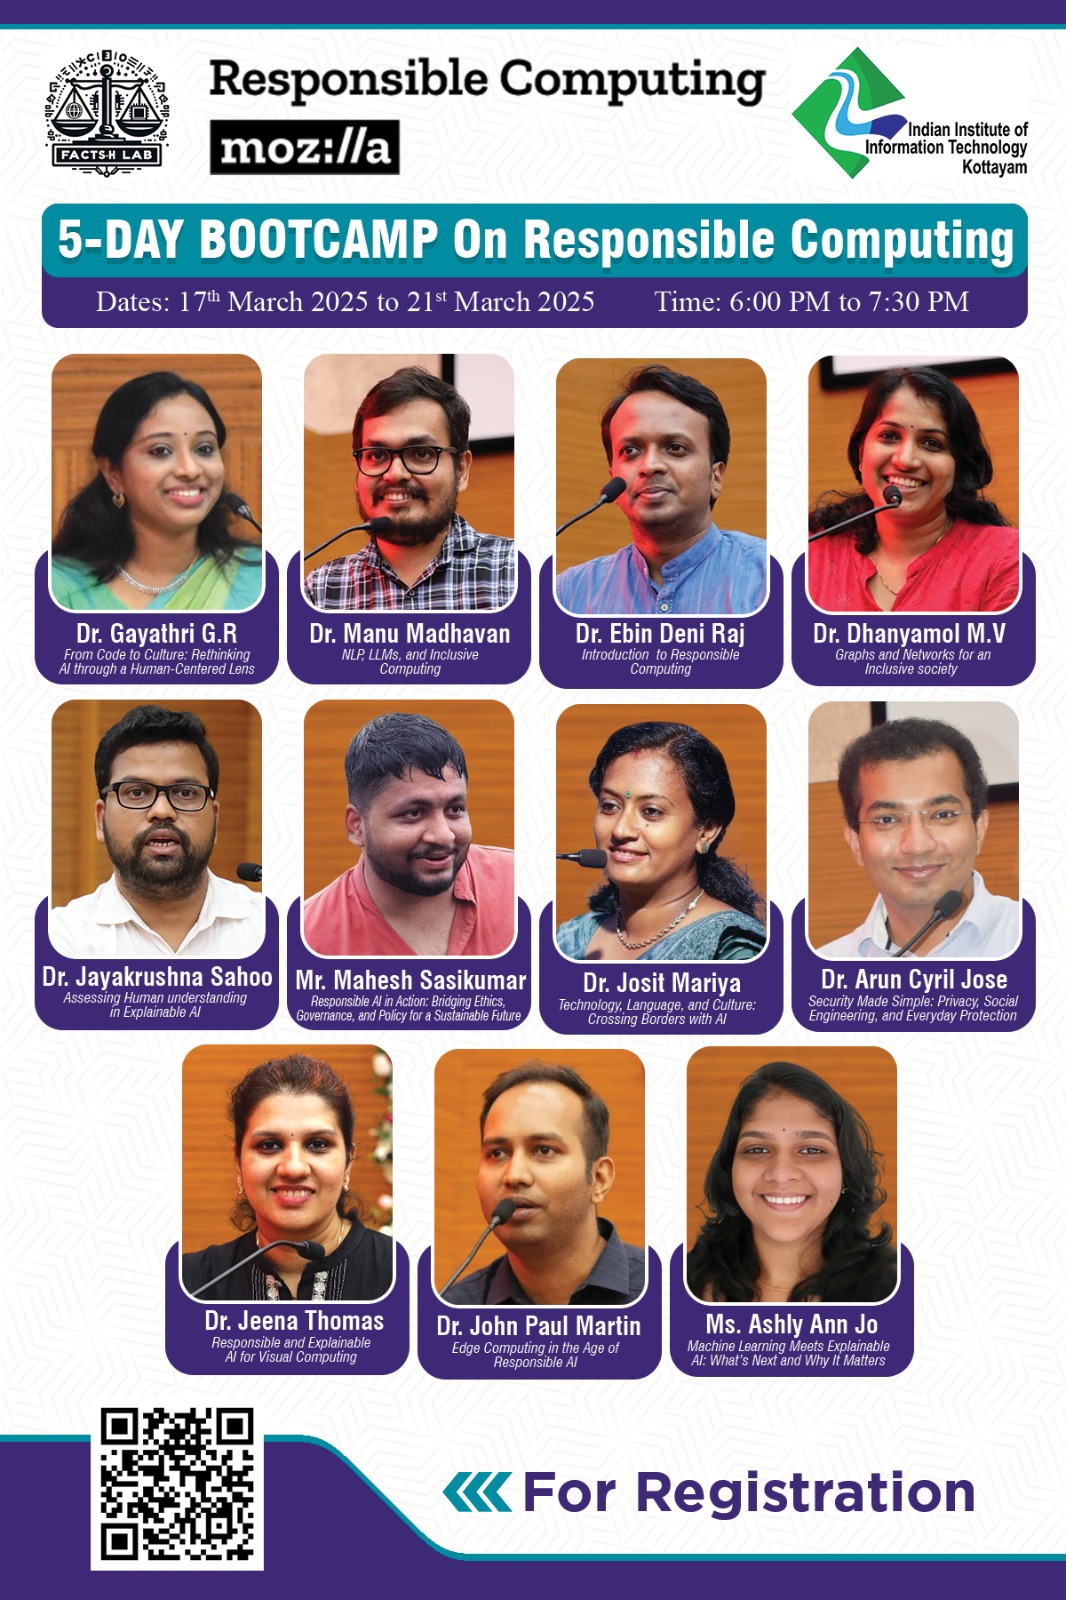 FACTS-H LAB
Responsible Computing
moz://a
Indian Institute of
Information Technology
Kottayam
5-DAY BOOTCAMP On Responsible Computing
Dates: 17th March 2025 to 21st March 2025 Time: 6:00 PM to 7:30 PM
Dr. Gayathri G.R
From Code to Culture: Rethinking
AI through a Human-Centered Lens
Dr. Manu Madhavan
NLP, LLMs, and Inclusive
Computing
Dr. Ebin Deni Raj
Introduction to Responsible
Computing
Dr. Dhanyamol M.V
Graphs and Networks for an
Inclusive society
Dr. Jayakrushna Sahoo
Assessing Human understanding
in Explainable AI
Mr. Mahesh Sasikumar
Responsible AI in Action: Bridging Ethics,
Governance, and Policy for a Sustainable Future
Dr. Josit Mariya
Technology, Language, and Culture:
Crossing Borders with AI
Dr. Arun Cyril Jose
Security Made Simple: Privacy, Social
Engineering, and Everyday Protection
Dr. Jeena Thomas
Responsible and Explainable
AI for Visual Computing
Dr. John Paul Martin
Edge Computing in the Age of
Responsible AI
Ms. Ashly Ann Jo
Machine Learning Meets Explainable
AI: What's Next and Why It Matters
For Registration